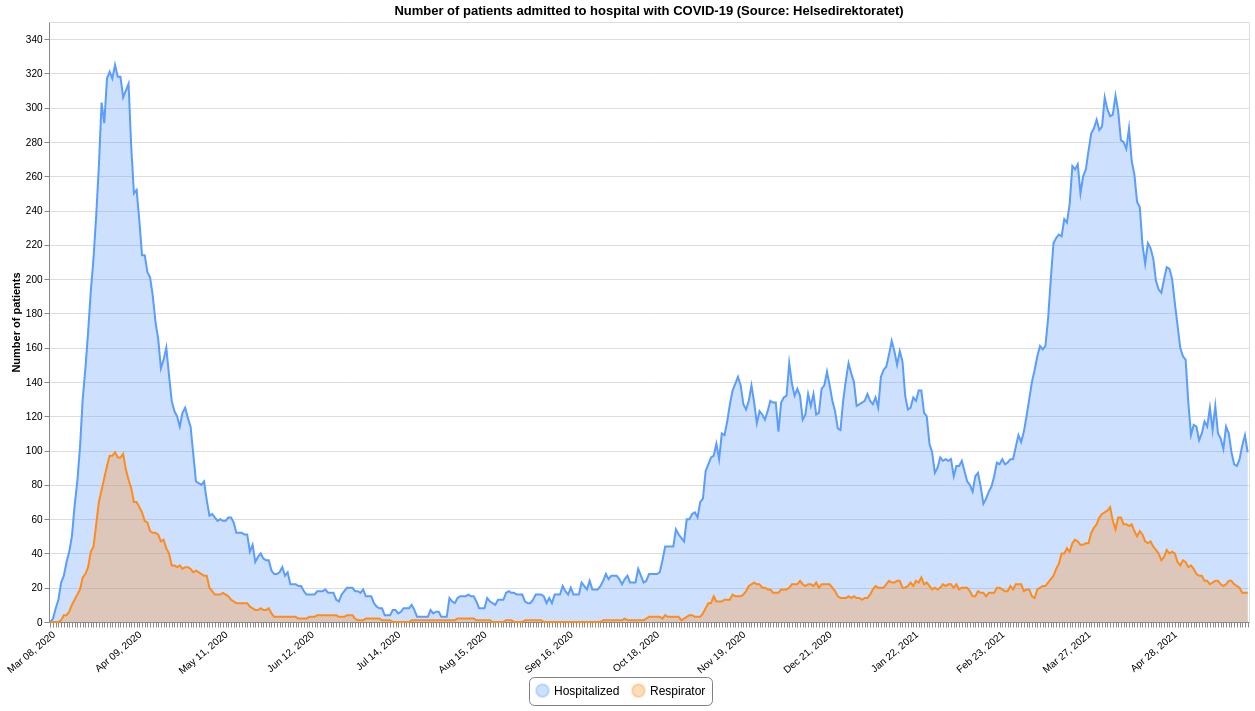 Number of patients admitted to hospital with COVID-19 (Source: Helsedirektoratet)
Number of patients
340
320
300
280
260
240
220
200
180
160
140
120
100
80
60
40
20
0
Mar 08, 2020
Apr 09, 2020
May 11, 2020
Jun 12, 2020
Jul 14, 2020
Aug 15, 2020
Sep 16, 2020
Oct 18, 2020
Nov 19, 2020
Dec 21, 2020
Jan 22, 2021
Feb 23, 2021
Mar 27, 2021
Apr 28, 2021
Hospitalized
Respirator